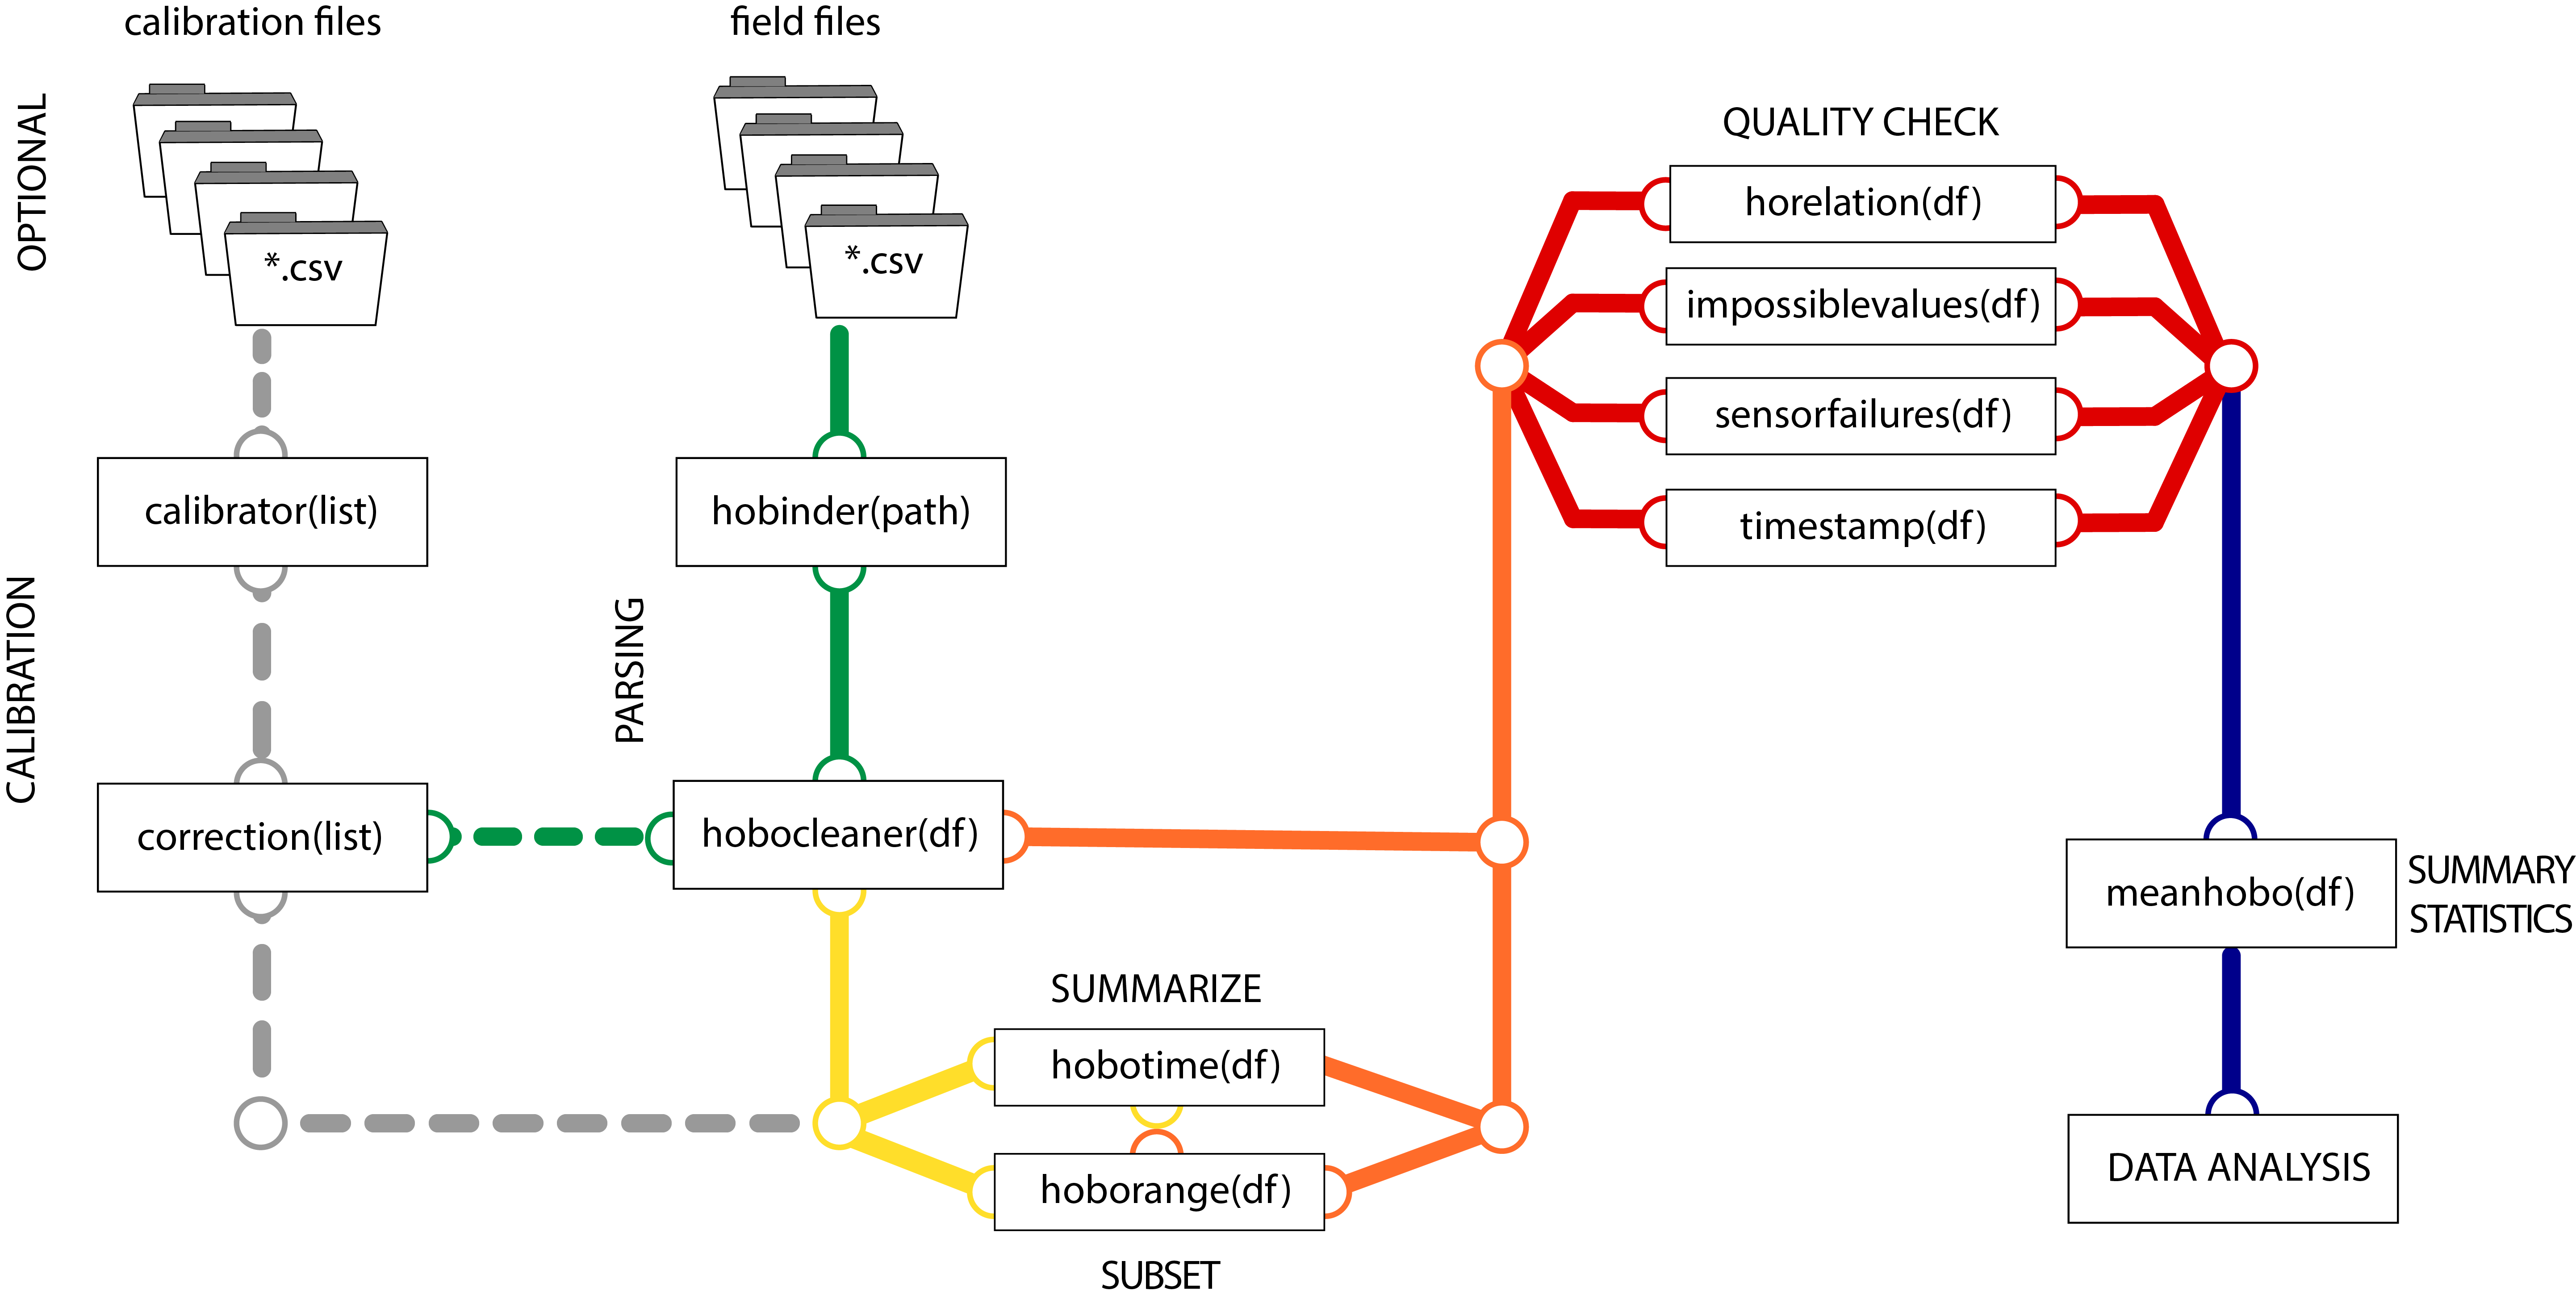 calibration files
field files
OPTIONAL
*.csv
*.csv
QUALITY CHECK
horelation(df)
impossiblevalues(df)
sensorfailures(df)
timestamp(df)
calibrator(list)
hobinder(path)
CALIBRATION
PARSING
correction(list)
hobocleaner(df)
meanhobo(df)
SUMMARY
STATISTICS
SUMMARIZE
hobotime(df)
hoborange(df)
SUBSET
DATA ANALYSIS